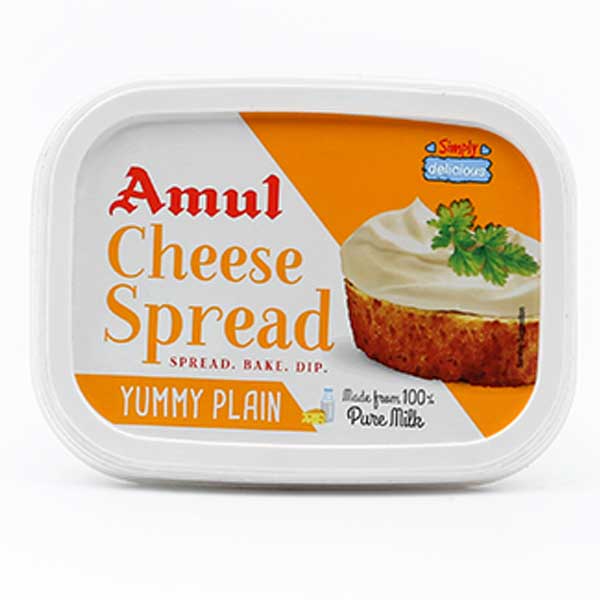 Simply
delicious
Amul
Cheese
Spread
SPREAD. BAKE. DIP.
YUMMY PLAIN
Made from 100%
Pure Milk